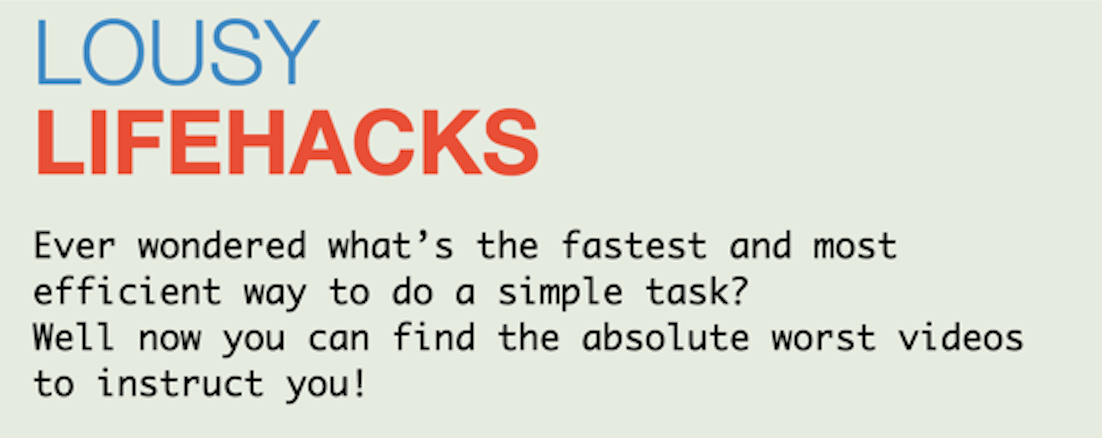 LOUSY
LIFEHACKS
Ever wondered what’s the fastest and most
efficient way to do a simple task?
Well now you can find the absolute worst videos
to instruct you!